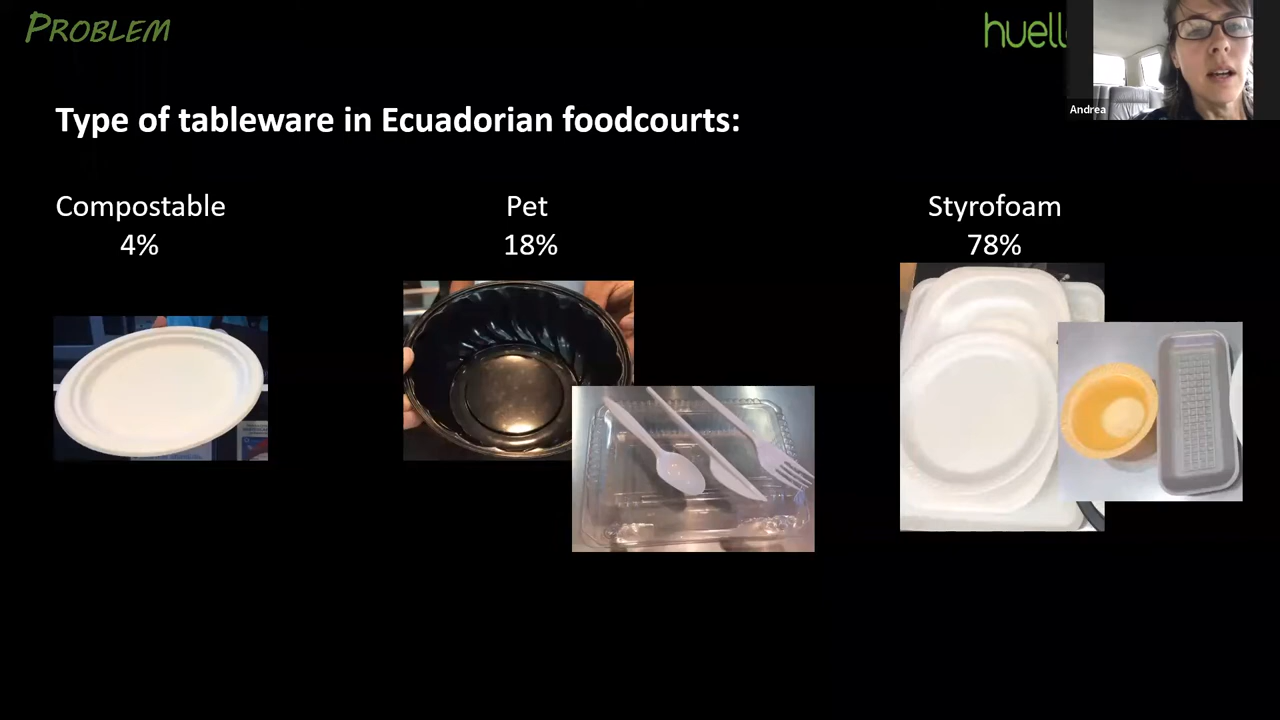 PROBLEM
huell
Andrea
Type of tableware in Ecuadorian foodcourts:
Compostable
4%
Pet
18%
Styrofoam
78%